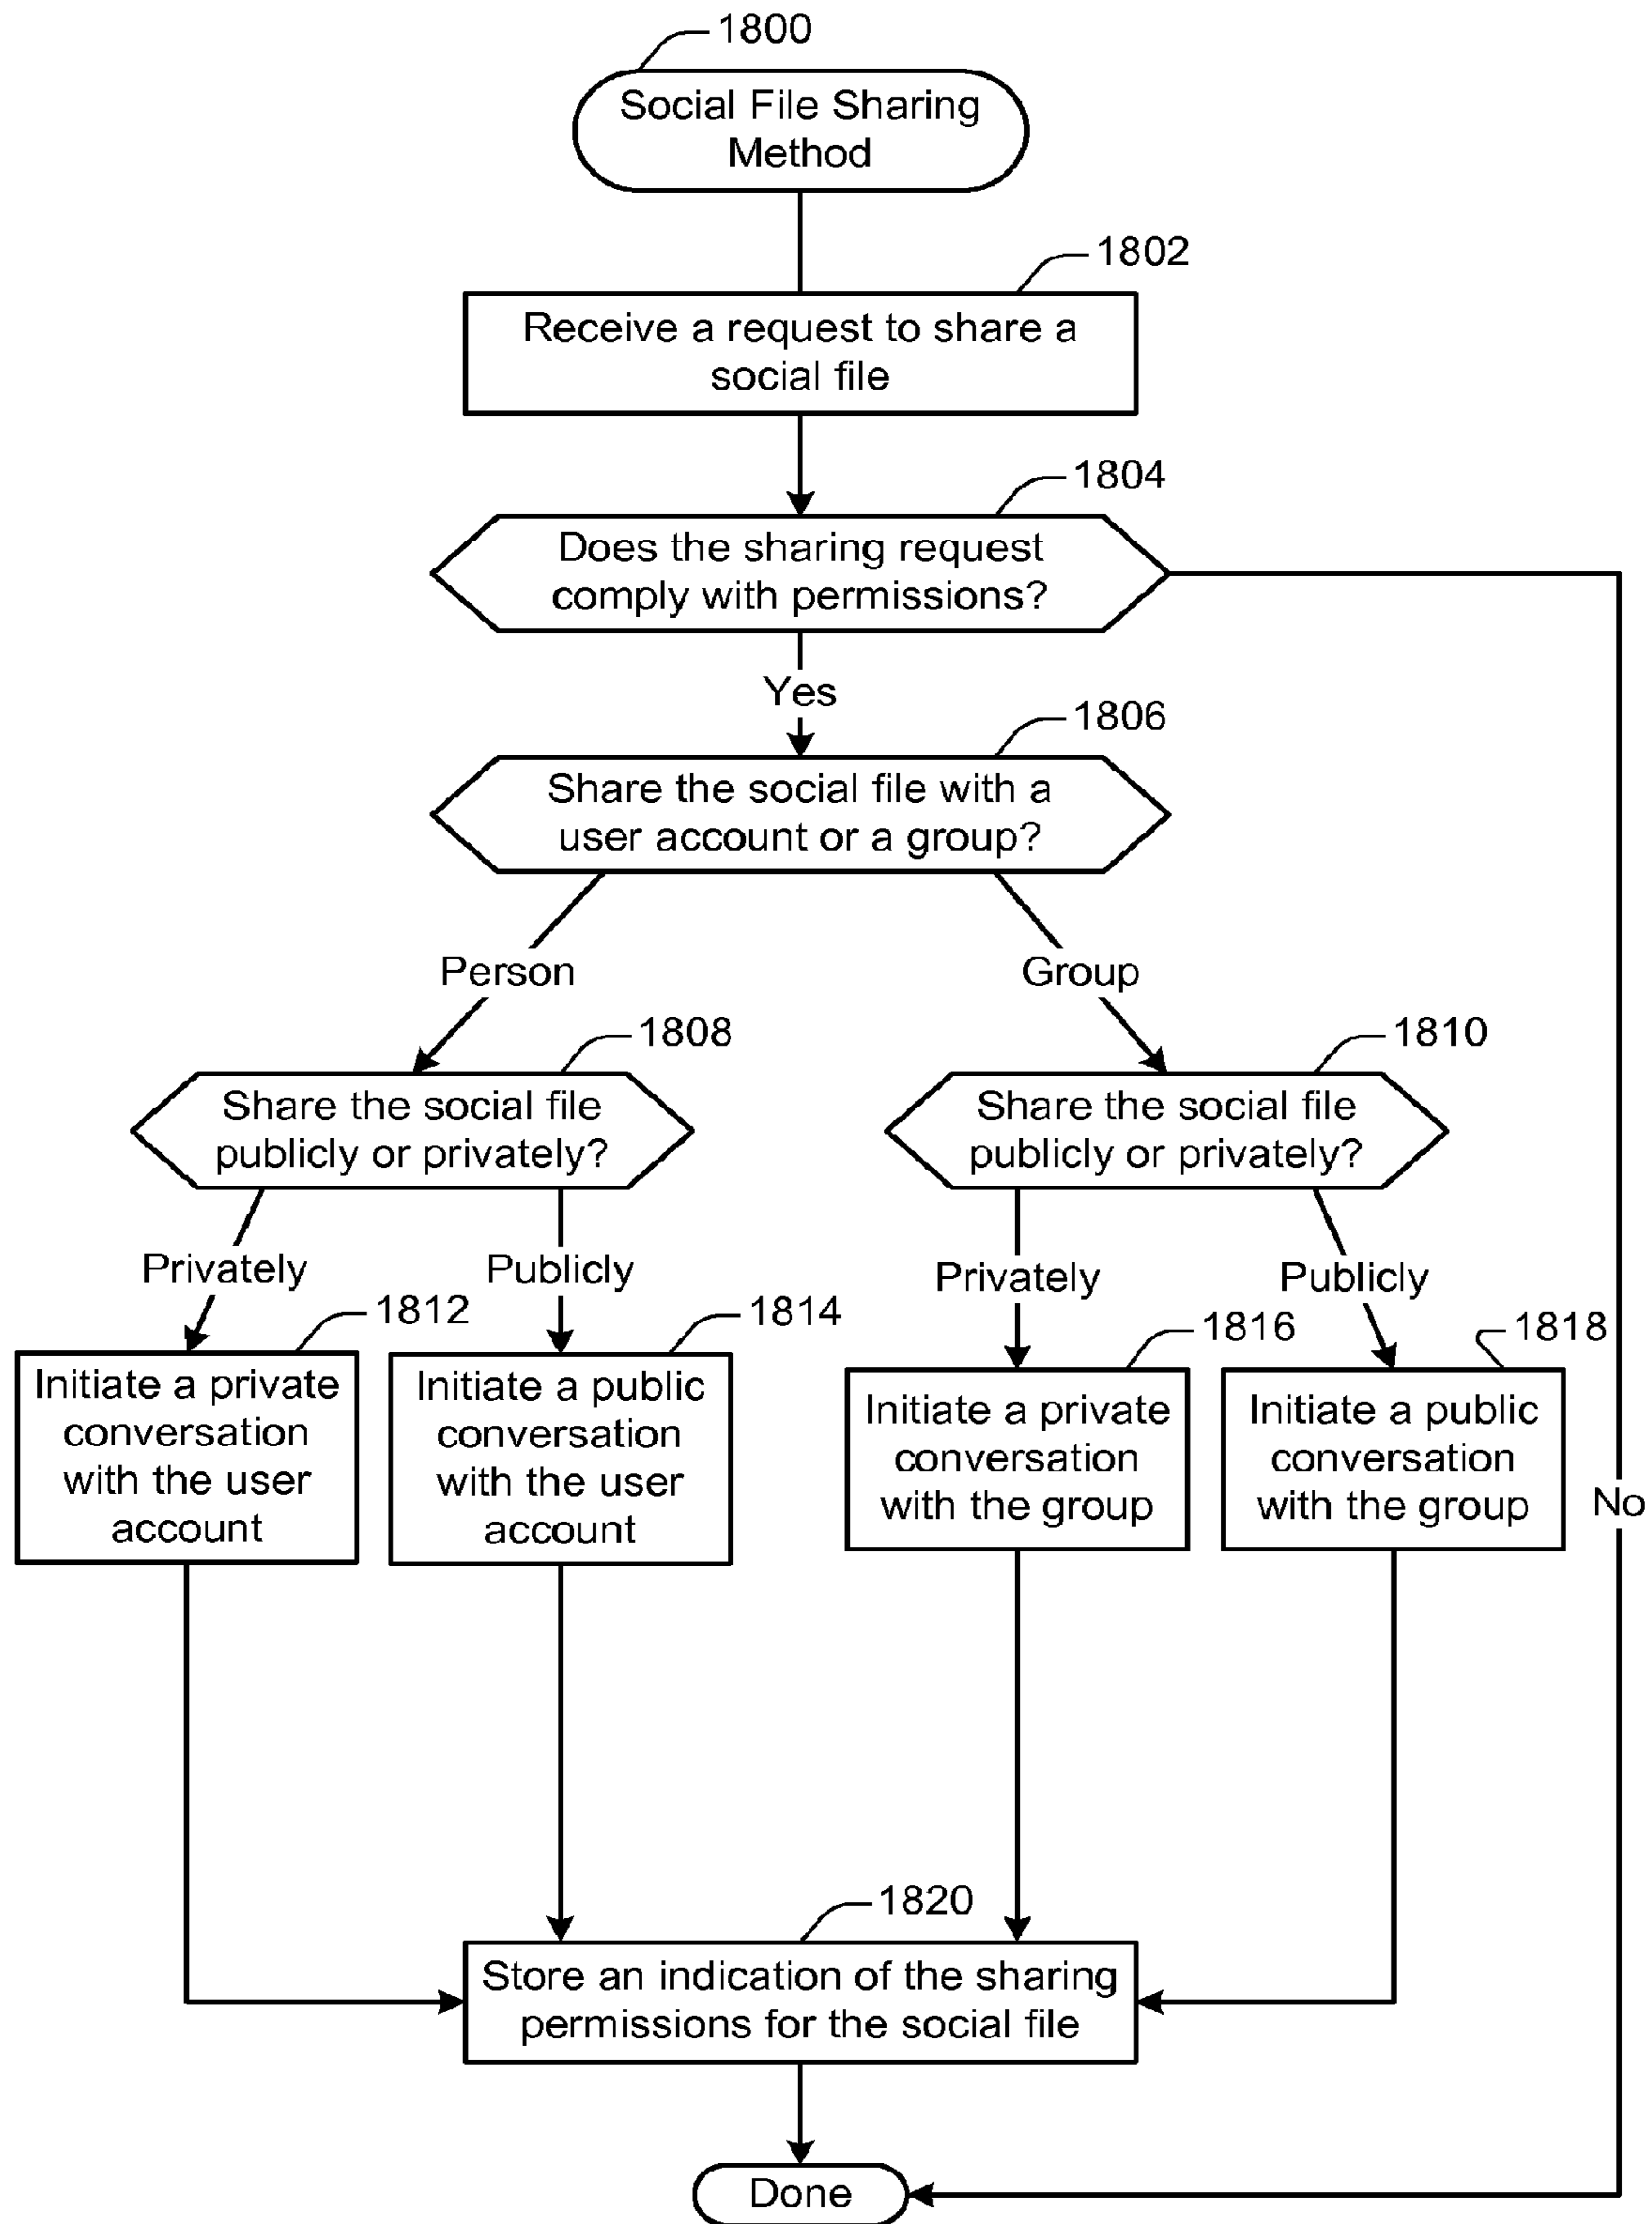 1800
Social File Sharing
Method
1802
Receive a request to share a
social file
1804
Does the sharing request
comply with permissions?
Yes
1806
Share the social file with a
user account or a group?
Person
Group
1808
Share the social file
publicly or privately?
1810
Share the social file
publicly or privately?
Privately
Publicly
Privately
Publicly
1812
Initiate a private
conversation
with the user
account
1814
Initiate a public
conversation
with the user
account
1816
Initiate a private
conversation
with the group
1818
Initiate a public
conversation
with the group
No
1820
Store an indication of the sharing
permissions for the social file
Done